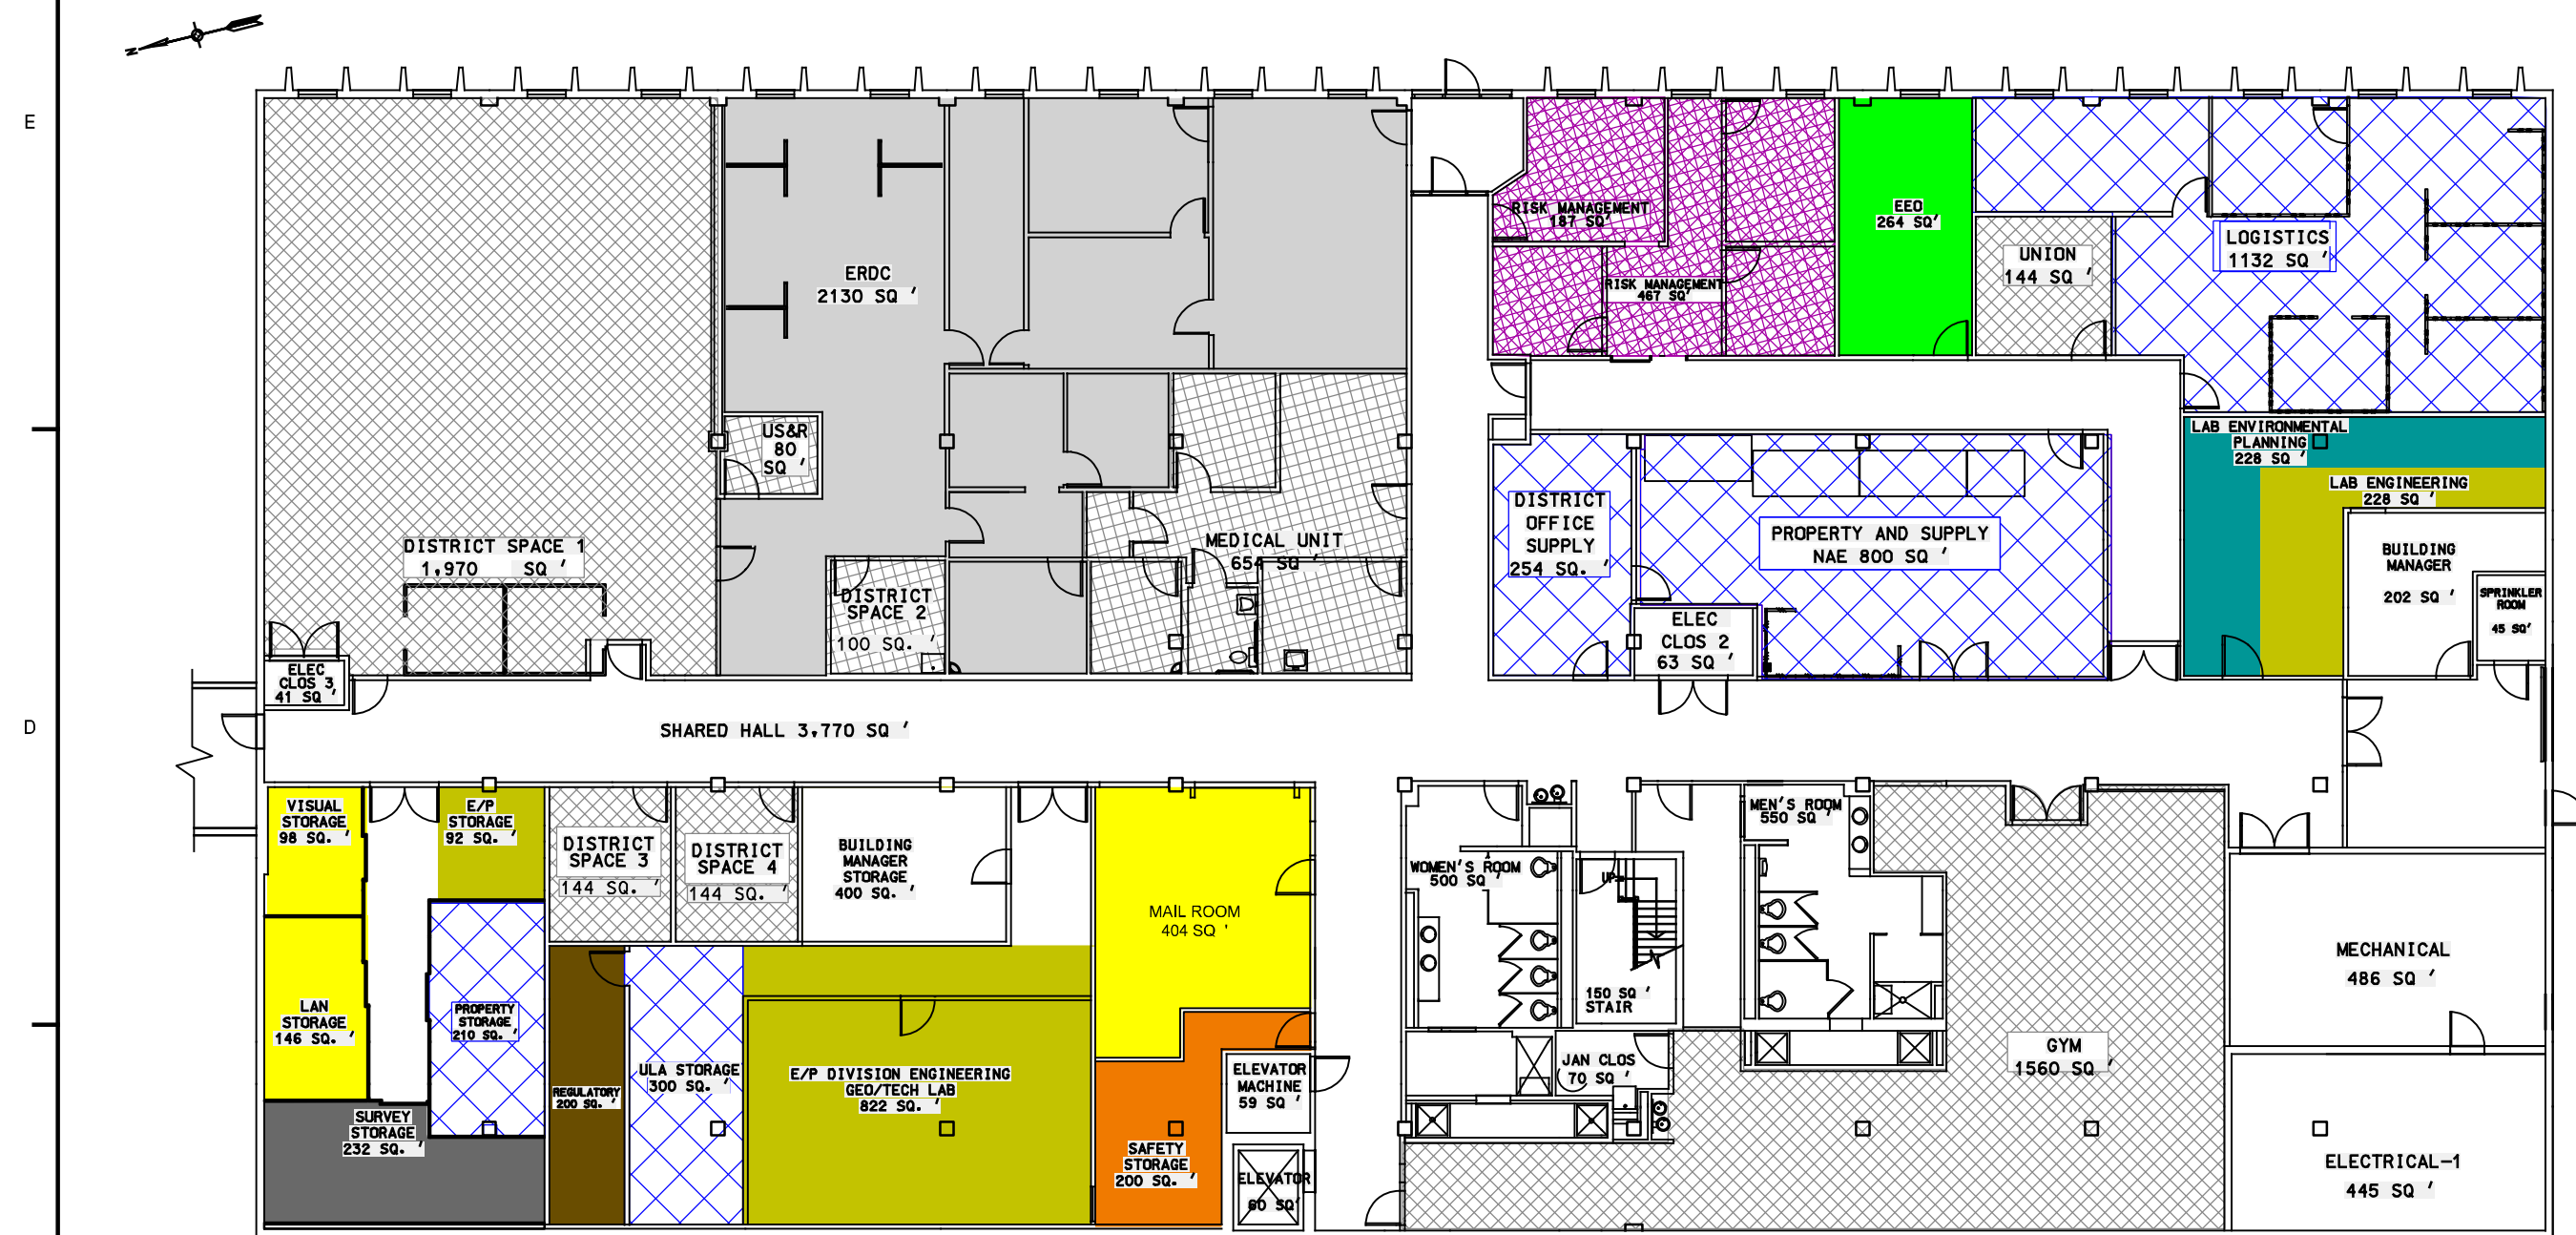 N
E
D
ERDC
2130 SQ '
RISK MANAGEMENT
187 SQ'
RISK MANAGEMENT
467 SQ'
EEO
264 SQ'
UNION
144 SQ '
LOGISTICS
1132 SQ '
US&R
80
SQ '
DISTRICT SPACE 1
1,970 SQ '
DISTRICT
SPACE 2
100 SQ. '
MEDICAL UNIT
654 SQ '
DISTRICT
OFFICE
SUPPLY
254 SQ. '
PROPERTY AND SUPPLY
NAE 800 SQ '
ELEC
CLOS 2
63 SQ '
LAB ENVIRONMENTAL
PLANNING
228 SQ '
LAB ENGINEERING
228 SQ '
BUILDING
MANAGER
202 SQ '
SPRINKLER
ROOM
45 SQ'
ELEC
CLOS 3
41 SQ '
SHARED HALL 3,770 SQ '
VISUAL
STORAGE
98 SQ. '
E/P
STORAGE
92 SQ. '
DISTRICT
SPACE 3
144 SQ. '
DISTRICT
SPACE 4
144 SQ. '
BUILDING
MANAGER
STORAGE
400 SQ. '
MAIL ROOM
404 SQ '
WOMEN'S ROOM
500 SQ '
UP
150 SQ '
STAIR
MEN'S ROOM
550 SQ '
MECHANICAL
486 SQ '
LAN
STORAGE
146 SQ. '
PROPERTY
STORAGE
210 SQ. '
REGULATORY
200 SQ. '
ULA STORAGE
300 SQ. '
E/P DIVISION ENGINEERING
GEO/TECH LAB
822 SQ. '
ELEVATOR
MACHINE
59 SQ '
JAN CLOS
70 SQ '
GYM
1560 SQ '
SURVEY
STORAGE
232 SQ. '
SAFETY
STORAGE
200 SQ. '
ELEVATOR
60 SQ'
ELECTRICAL-1
445 SQ '